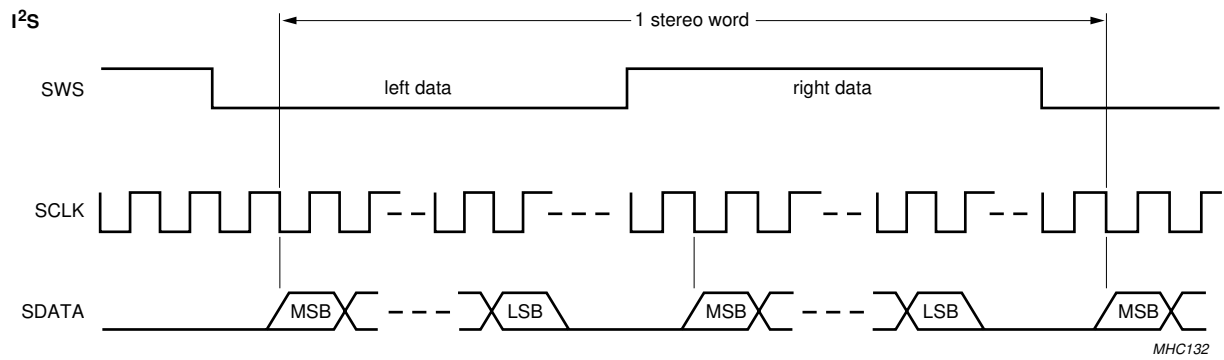 I²S
1 stereo word
SWS
left data
right data
SCLK
SDATA
MSB
LSB
MSB
LSB
MSB
MHC132